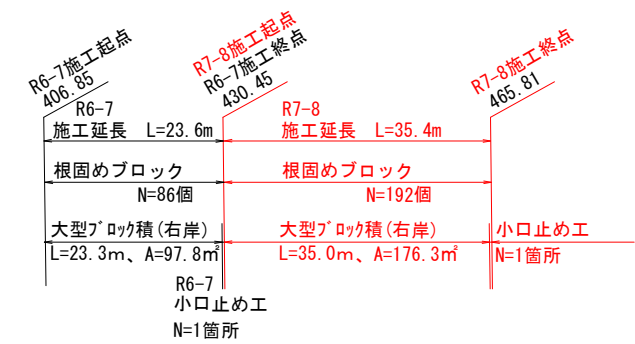 R6-7施工起点
406.85
R7-8施工起点
R6-7施工終点
430.45
R7-8施工終点
465.81
R6-7
施工延長 L=23.6m
R7-8
施工延長 L=35.4m
根固めブロック
N=86個
根固めブロック
N=192個
大型ブロック積(右岸)
L=23.3m、A=97.8㎡
大型ブロック積(右岸)
L=35.0m、A=176.3㎡
小口止め工
N=1箇所
R6-7
小口止め工
N=1箇所